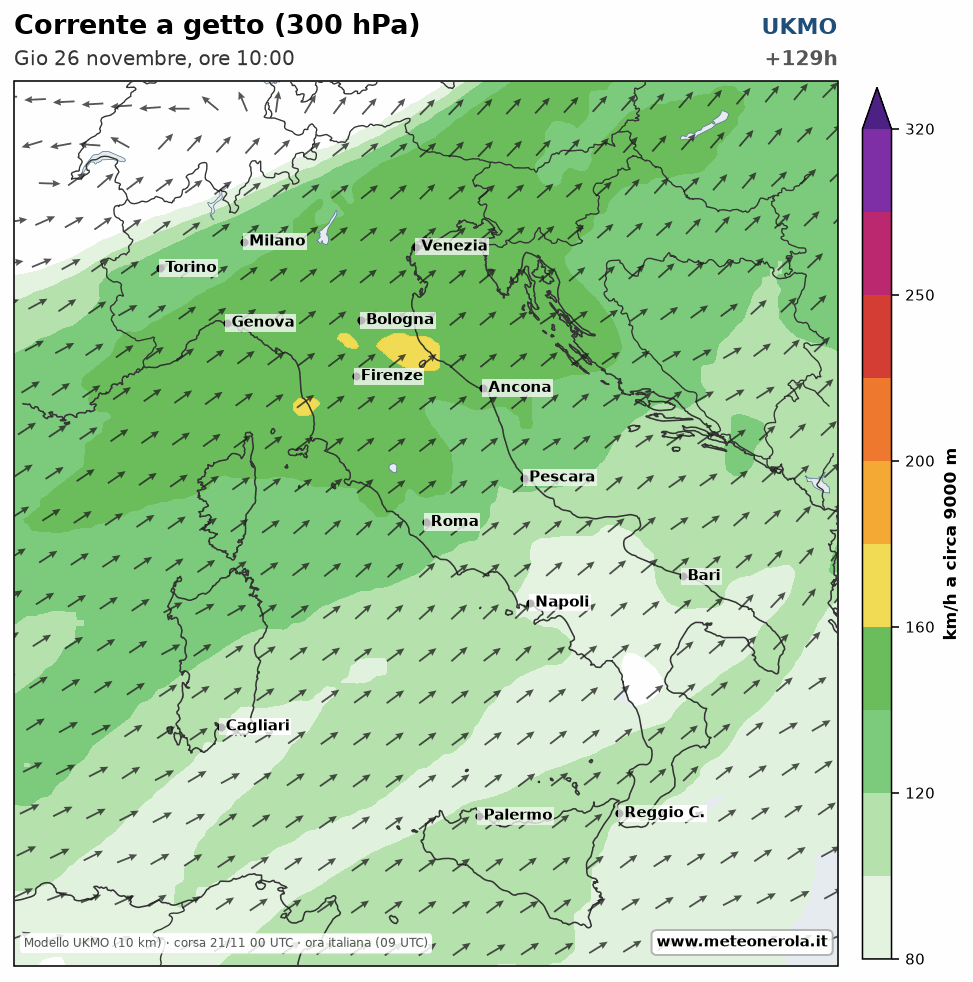 Corrente a getto (300 hPa)
UKMO
Gio 26 novembre, ore 10:00
+129h
Milano
Venezia
Torino
Genova
Bologna
Firenze
Ancona
Pescara
Roma
Bari
Napoli
Cagliari
Palermo
Reggio C.
320
250
200
160
120
80
km/h a circa 9000 m
Modello UKMO (10 km) · corsa 21/11 00 UTC · ora italiana (09 UTC)
www.meteonerola.it